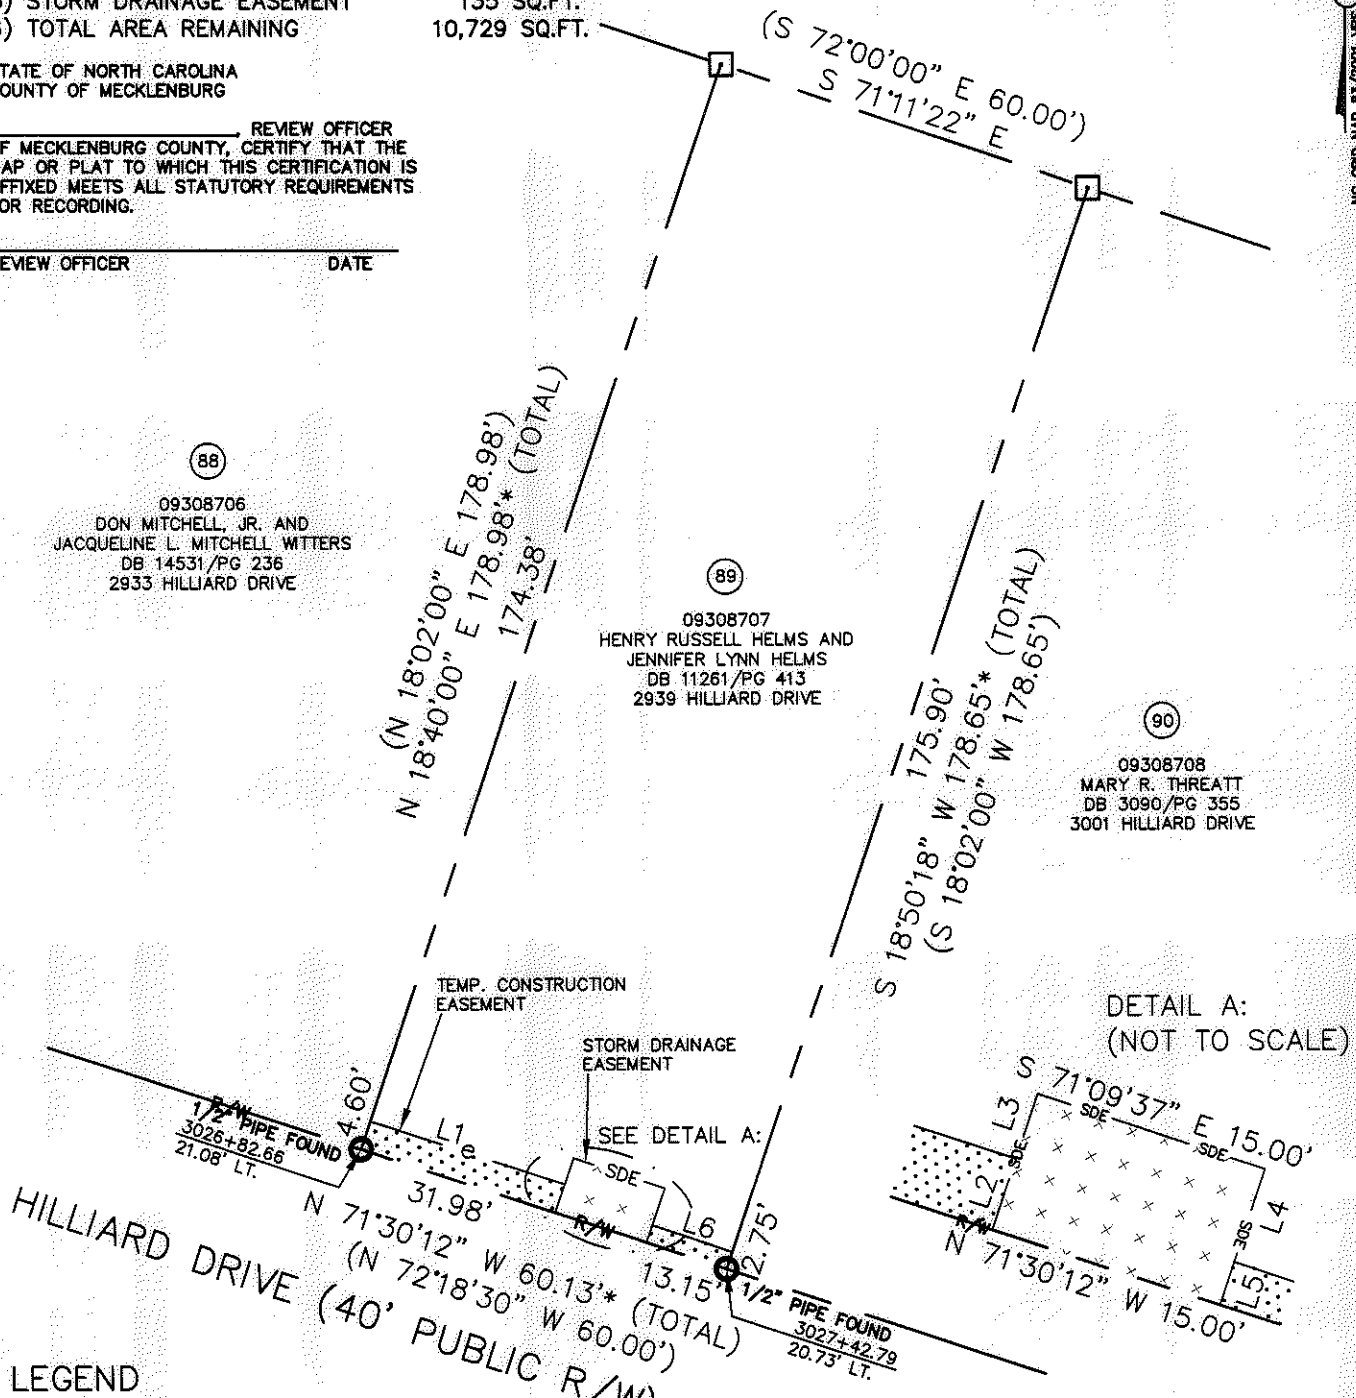 STORM DRAINAGE EASEMENT 135 SQ.FT.
) TOTAL AREA REMAINING 10,729 SQ.FT.
TATE OF NORTH CAROLINA
OUNTY OF MECKLENBURG
, REVIEW OFFICER
F MECKLENBURG COUNTY, CERTIFY THAT THE
AP OR PLAT TO WHICH THIS CERTIFICATION IS
FFIXED MEETS ALL STATUTORY REQUIREMENTS
OR RECORDING.
EVIEW OFFICER DATE
(S 72°00'00" E 60.00')
S 71°11'22" E
88
09308706
DON MITCHELL, JR. AND
JACQUELINE L. MITCHELL WITTERS
DB 14531/PG 236
2933 HILLIARD DRIVE
(N 18°02'00" E 178.98')
N 18°40'00" E 178.98'* (TOTAL)
174.38'
89
09308707
HENRY RUSSELL HELMS AND
JENNIFER LYNN HELMS
DB 11261/PG 413
2939 HILLIARD DRIVE
175.90'
S 18°50'18" W 178.65'* (TOTAL)
(S 18°02'00" W 178.65')
90
09308708
MARY R. THREATT
DB 3090/PG 355
3001 HILLIARD DRIVE
TEMP. CONSTRUCTION
EASEMENT
STORM DRAINAGE
EASEMENT
SEE DETAIL A:
4.60'
L1
e
SDE
R/W
L6
2.75'
R/W
1/2" PIPE FOUND
3026+82.66
21.08' LT.
31.98'
13.15'
N 71°30'12" W 60.13'* (TOTAL)
(N 72°18'30" W 60.00')
1/2" PIPE FOUND
3027+42.79
20.73' LT.
HILLIARD DRIVE (40' PUBLIC R/W)
DETAIL A:
(NOT TO SCALE)
S 71°09'37" E 15.00'
L3
SDE
SDE
SDE
L2
L4
SDE
L5
R/W
N 71°30'12" W 15.00'
LEGEND